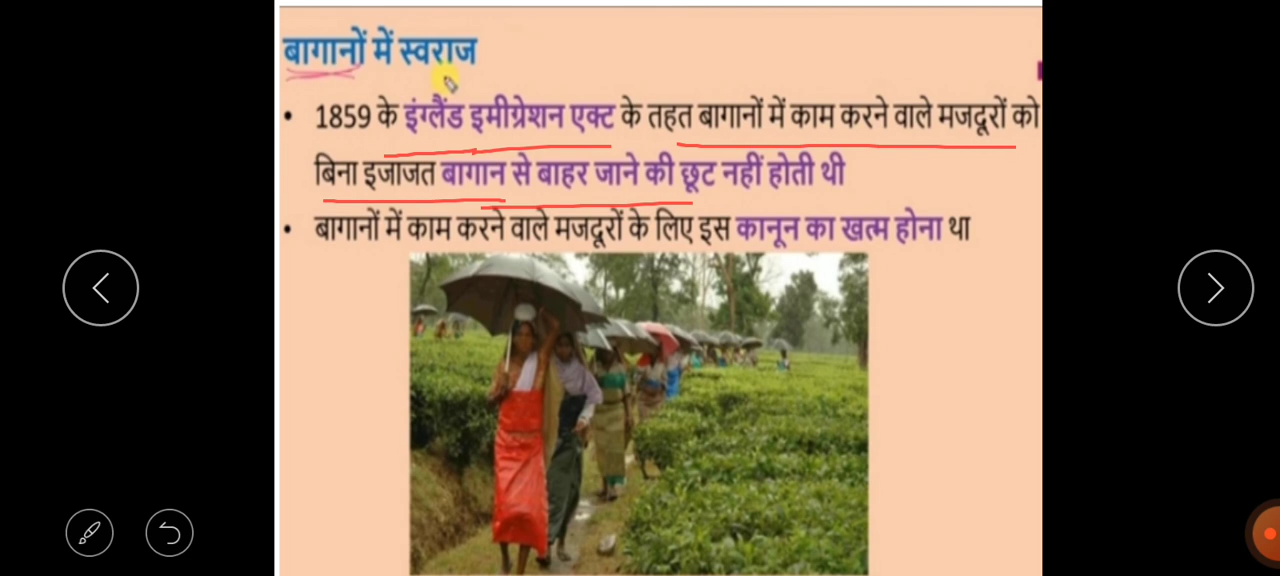 बागानों में स्वराज
• 1859 के इंग्लैंड इमीग्रेशन एक्ट के तहत बागानों में काम करने वाले मजदूरों को
बिना इजाजत बागान से बाहर जाने की छूट नहीं होती थी
• बागानों में काम करने वाले मजदूरों के लिए इस कानून का खत्म होना था